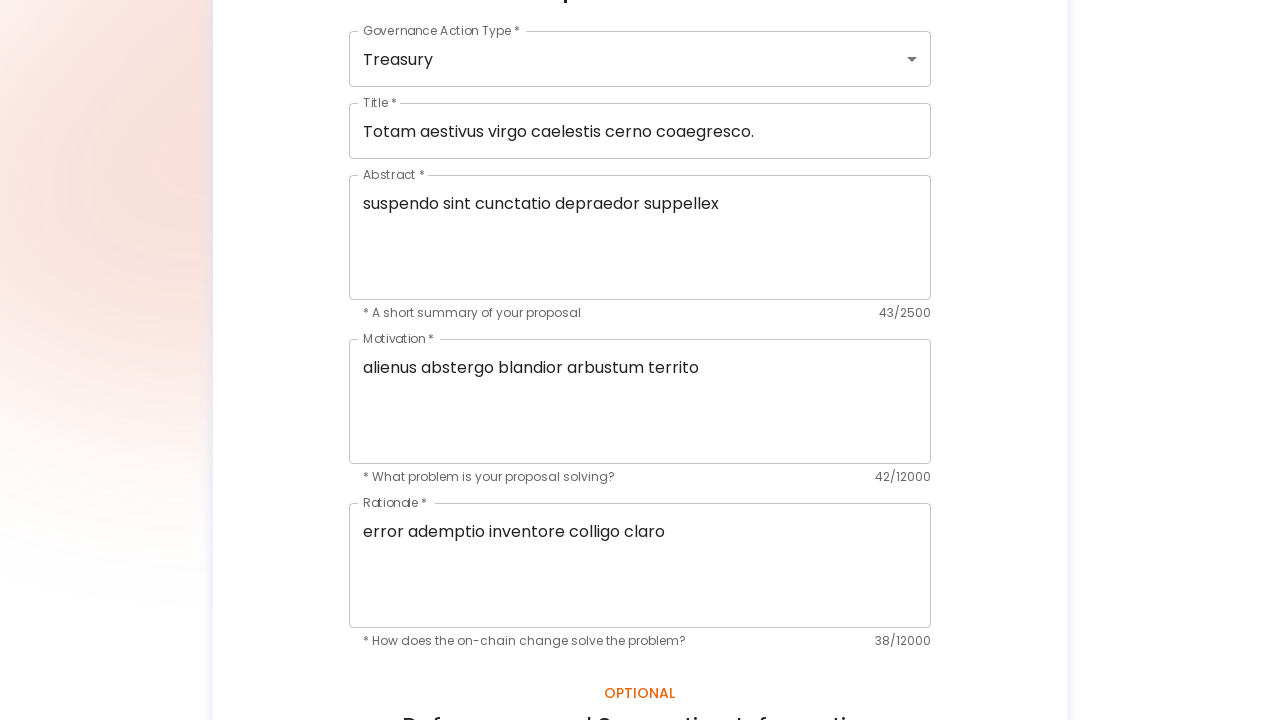 Governance Action Type *
Treasury
Title *
Totam aestivus virgo caelestis cerno coaegresco.
Abstract *
suspendo sint cunctatio depraedor suppellex
* A short summary of your proposal 43/2500
Motivation *
alienus abstergo blandior arbustum territo
* What problem is your proposal solving? 42/12000
Rationale *
error ademptio inventore colligo claro
* How does the on-chain change solve the problem? 38/12000
OPTIONAL